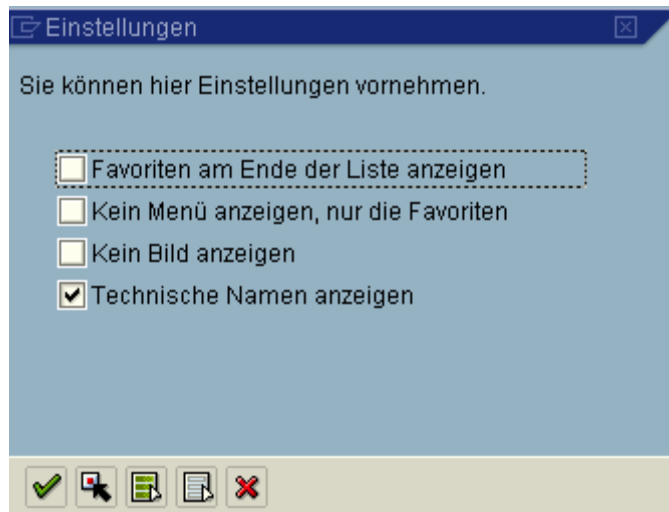 Einstellungen
Sie können hier Einstellungen vornehmen.
Favoriten am Ende der Liste anzeigen
Kein Menü anzeigen, nur die Favoriten
Kein Bild anzeigen
Technische Namen anzeigen